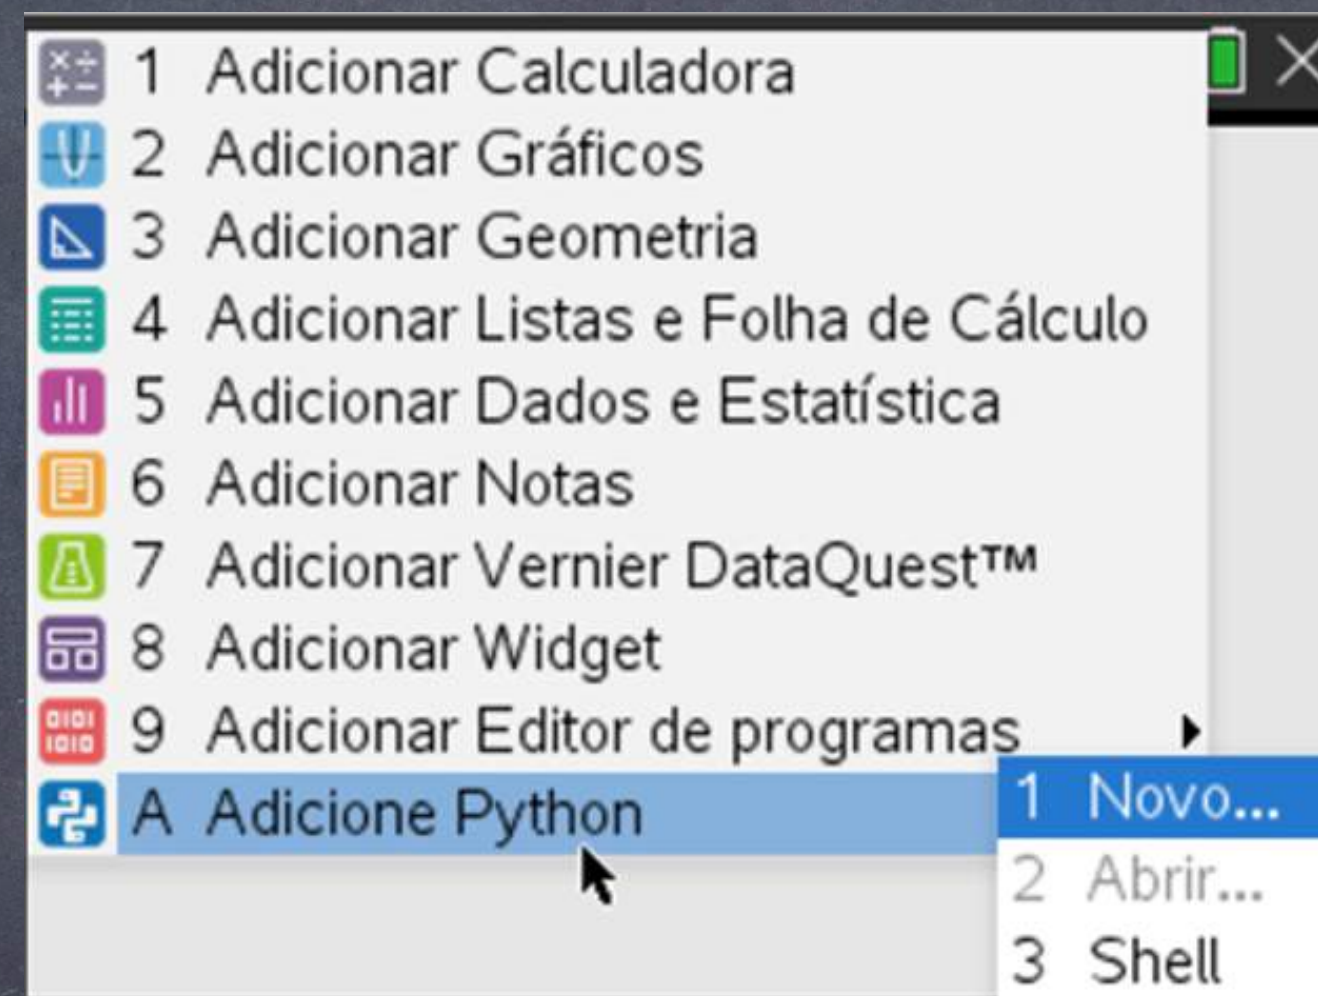 1 Adicionar Calculadora
2 Adicionar Gráficos
3 Adicionar Geometria
4 Adicionar Listas e Folha de Cálculo
5 Adicionar Dados e Estatística
6 Adicionar Notas
7 Adicionar Vernier DataQuest™
8 Adicionar Widget
9 Adicionar Editor de programas
A Adicione Python
1 Novo...
2 Abrir...
3 Shell